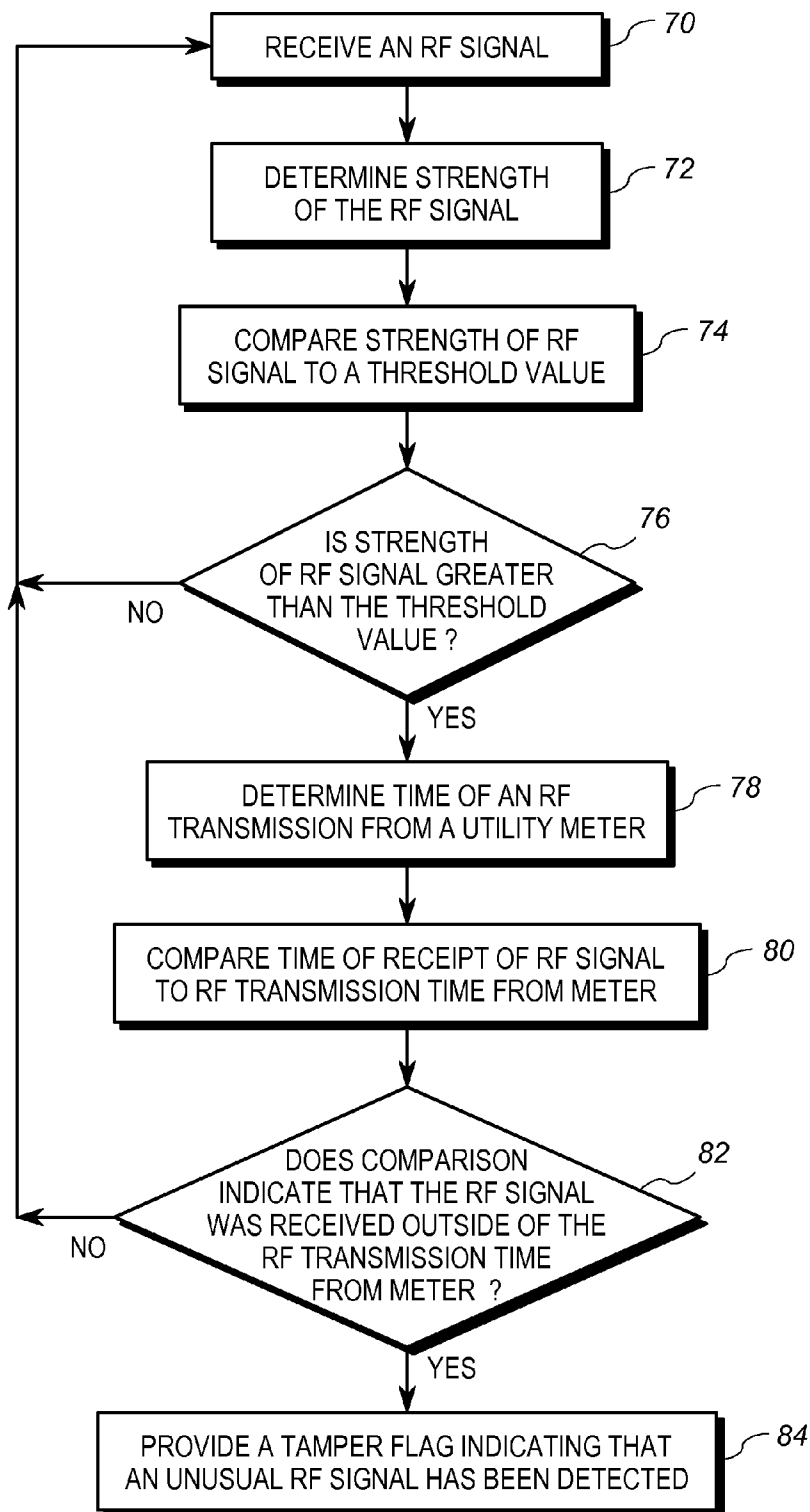 RECEIVE AN RF SIGNAL
70
DETERMINE STRENGTH
OF THE RF SIGNAL
72
COMPARE STRENGTH OF RF
SIGNAL TO A THRESHOLD VALUE
74
IS STRENGTH
OF RF SIGNAL GREATER
THAN THE THRESHOLD
VALUE ?
76
NO
YES
DETERMINE TIME OF AN RF
TRANSMISSION FROM A UTILITY METER
78
COMPARE TIME OF RECEIPT OF RF SIGNAL
TO RF TRANSMISSION TIME FROM METER
80
DOES COMPARISON
INDICATE THAT THE RF SIGNAL
WAS RECEIVED OUTSIDE OF THE
RF TRANSMISSION TIME
FROM METER ?
82
NO
YES
PROVIDE A TAMPER FLAG INDICATING THAT
AN UNUSUAL RF SIGNAL HAS BEEN DETECTED
84